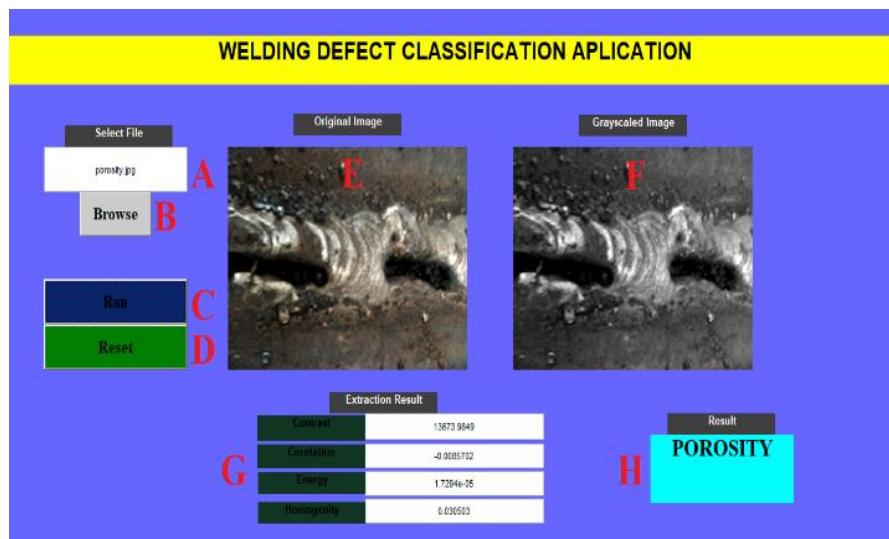 WELDING DEFECT CLASSIFICATION APLICATION
Select File
Original Image
Grayscaled Image
porosity.jpg
A
E
F
Browse
B
Run
C
Reset
D
Extraction Result
Contrast 13673.9849
Corelation -0.0085702
Energy 1.7294e-05
Homogenity 0.030503
G
Result
POROSITY
H